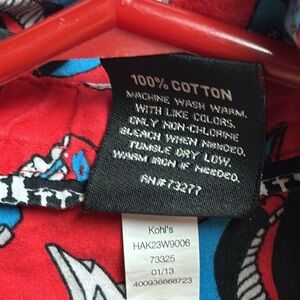 100% COTTON
MACHINE WASH WARM.
WITH LIKE COLORS.
ONLY NON-CHLORINE
BLEACH WHEN NEEDED.
TUMBLE DRY LOW.
WARM IRON IF NEEDED.
RN#73277
Kohl's
HAK23W9006
73325
01/13
400936668723